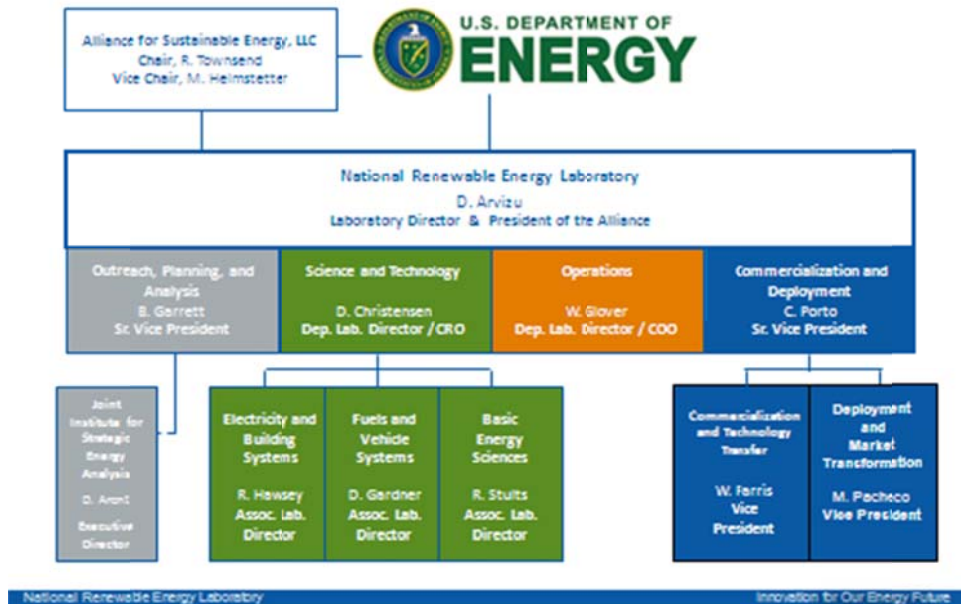 Alliance for Sustainable Energy, LLC
Chair, R. Townsend
Vice Chair, M. Helmstetter
U.S. DEPARTMENT OF
ENERGY
National Renewable Energy Laboratory
D. Arvizu
Laboratory Director & President of the Alliance
Outreach, Planning, and
Analysis
B. Garrett
Sr. Vice President
Science and Technology
D. Christensen
Dep. Lab. Director /CRO
Operations
W. Glover
Dep. Lab. Director / COO
Commercialization and
Deployment
C. Porto
Sr. Vice President
Joint
Institute for
Strategic
Energy
Analysis
D. Arent
Executive
Director
Electricity and
Building
Systems
R. Hawsey
Assoc. Lab.
Director
Fuels and
Vehicle
Systems
D. Gardner
Assoc. Lab.
Director
Basic
Energy
Sciences
R. Stults
Assoc. Lab.
Director
Commercialization
and Technology
Transfer
W. Farris
Vice
President
Deployment
and
Market
Transformation
M. Pacheco
Vice President
National Renewable Energy Laboratory
Innovation for Our Energy Future